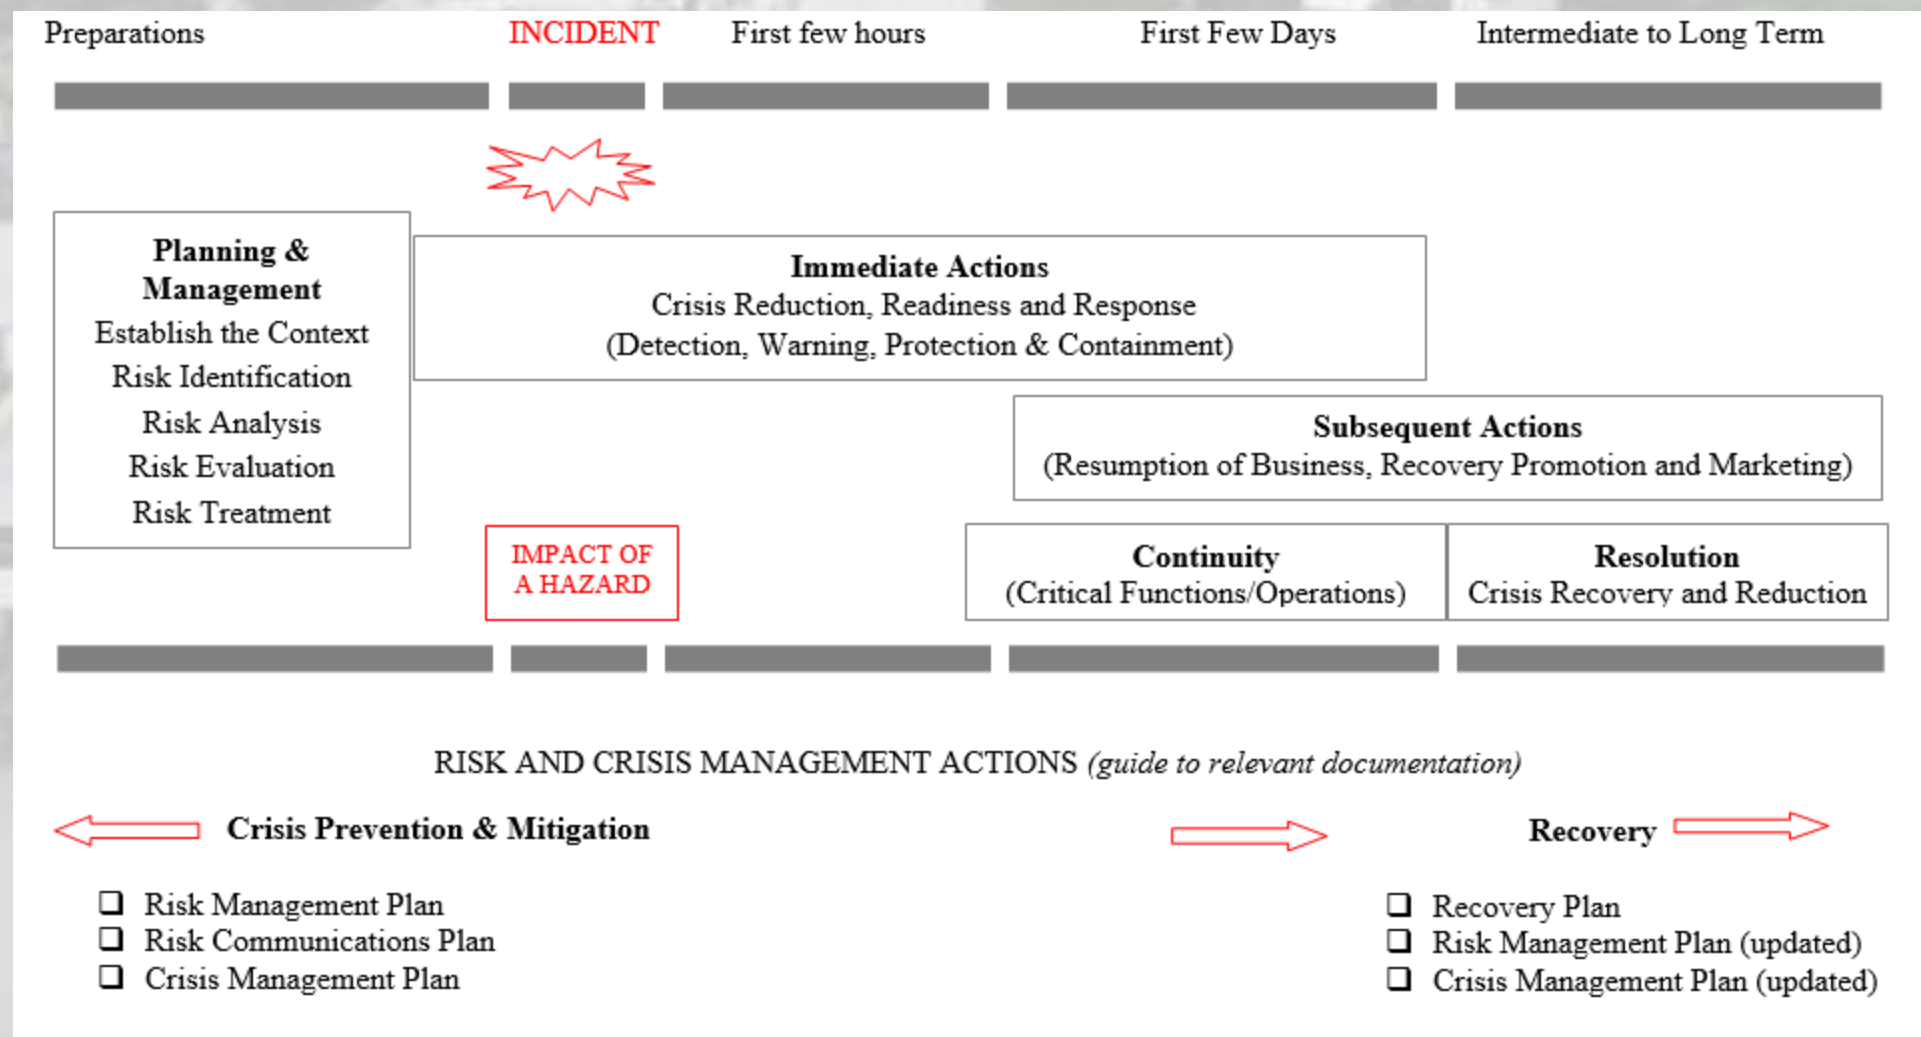 Preparations
INCIDENT
First few hours
First Few Days
Intermediate to Long Term
Planning &
Management
Establish the Context
Risk Identification
Risk Analysis
Risk Evaluation
Risk Treatment
Immediate Actions
Crisis Reduction, Readiness and Response
(Detection, Warning, Protection & Containment)
Subsequent Actions
(Resumption of Business, Recovery Promotion and Marketing)
IMPACT OF
A HAZARD
Continuity
(Critical Functions/Operations)
Resolution
Crisis Recovery and Reduction
RISK AND CRISIS MANAGEMENT ACTIONS (guide to relevant documentation)
Crisis Prevention & Mitigation
Risk Management Plan
Risk Communications Plan
Crisis Management Plan
Recovery
Recovery Plan
Risk Management Plan (updated)
Crisis Management Plan (updated)